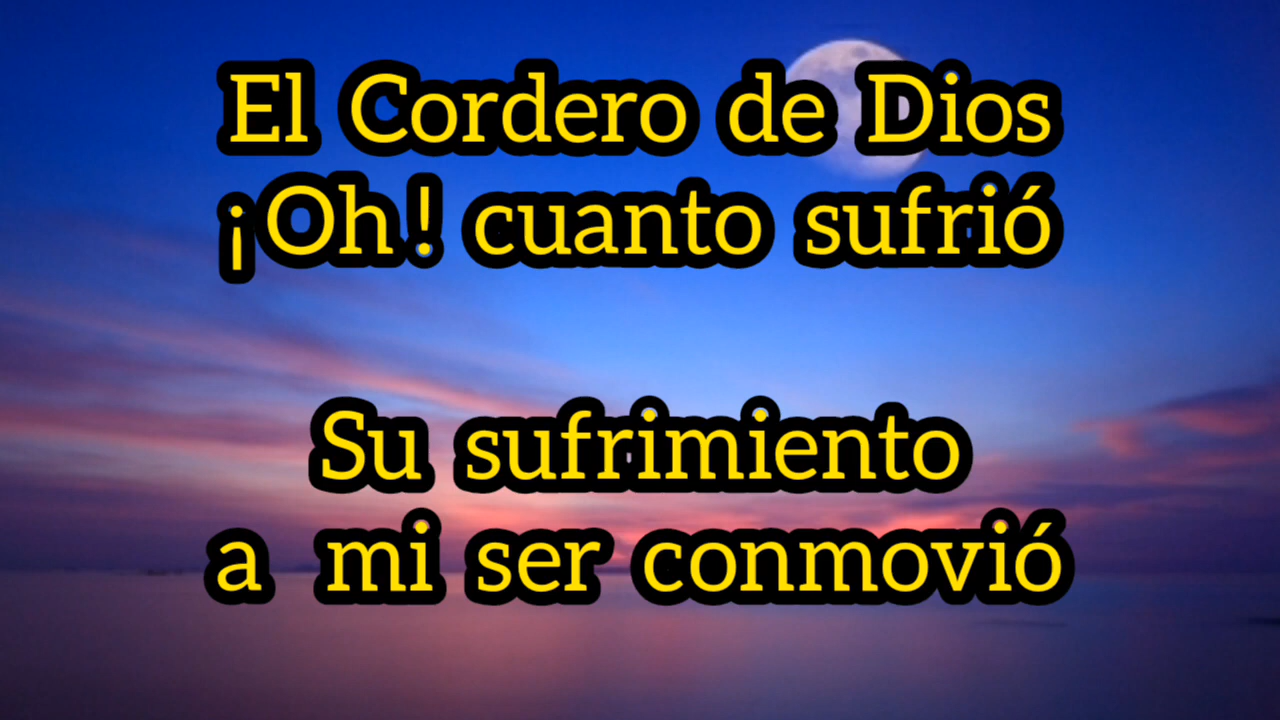 El Cordero de Dios
¡Oh! cuanto sufrió
Su sufrimiento
a mi ser conmovió